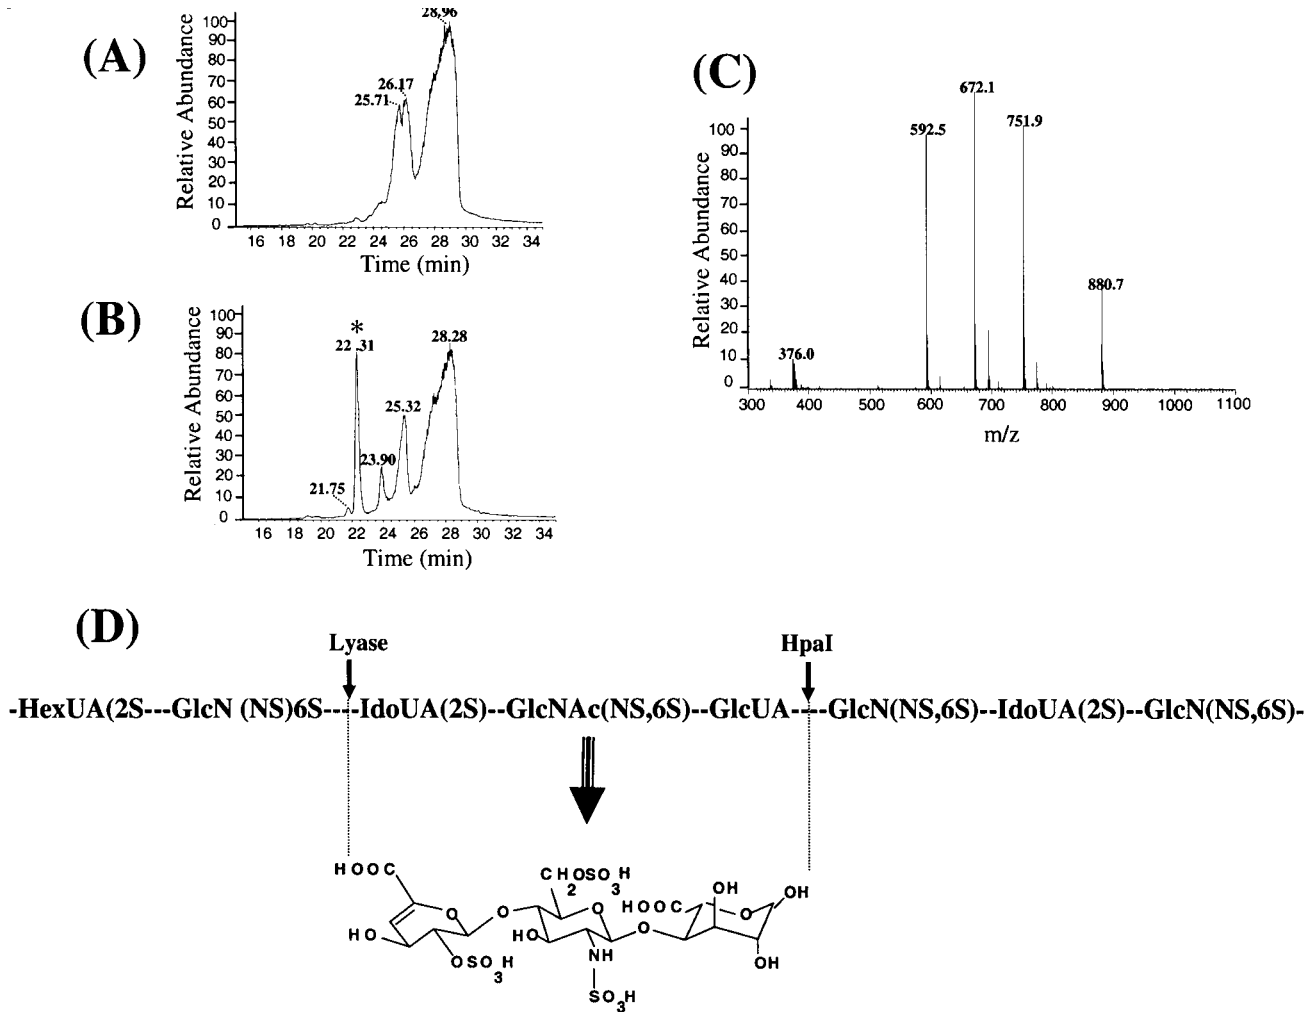 (A)
Relative Abundance
100
90
80
70
60
50
40
30
20
10
0
28.96
26.17
25.71
16 18 20 22 24 26 28 30 32 34
Time (min)
(B)
Relative Abundance
100
90
80
70
60
50
40
30
20
10
0
*
22.31
28.28
25.32
23.90
21.75
16 18 20 22 24 26 28 30 32 34
Time (min)
(C)
Relative Abundance
100
90
80
70
60
50
40
30
20
10
0
672.1
592.5
751.9
880.7
376.0
300 400 500 600 700 800 900 1000 1100
m/z
(D)
Lyase HpaI
-HexUA(2S---GlcN (NS)6S----IdoUA(2S)--GlcNAc(NS,6S)--GlcUA----GlcN(NS,6S)--IdoUA(2S)--GlcN(NS,6S)-
HOOC
CH2OSO3H
OH
OH
HOOC
O
O
O
O
O
HO
HO
NH
OSO3H
OH
SO3H